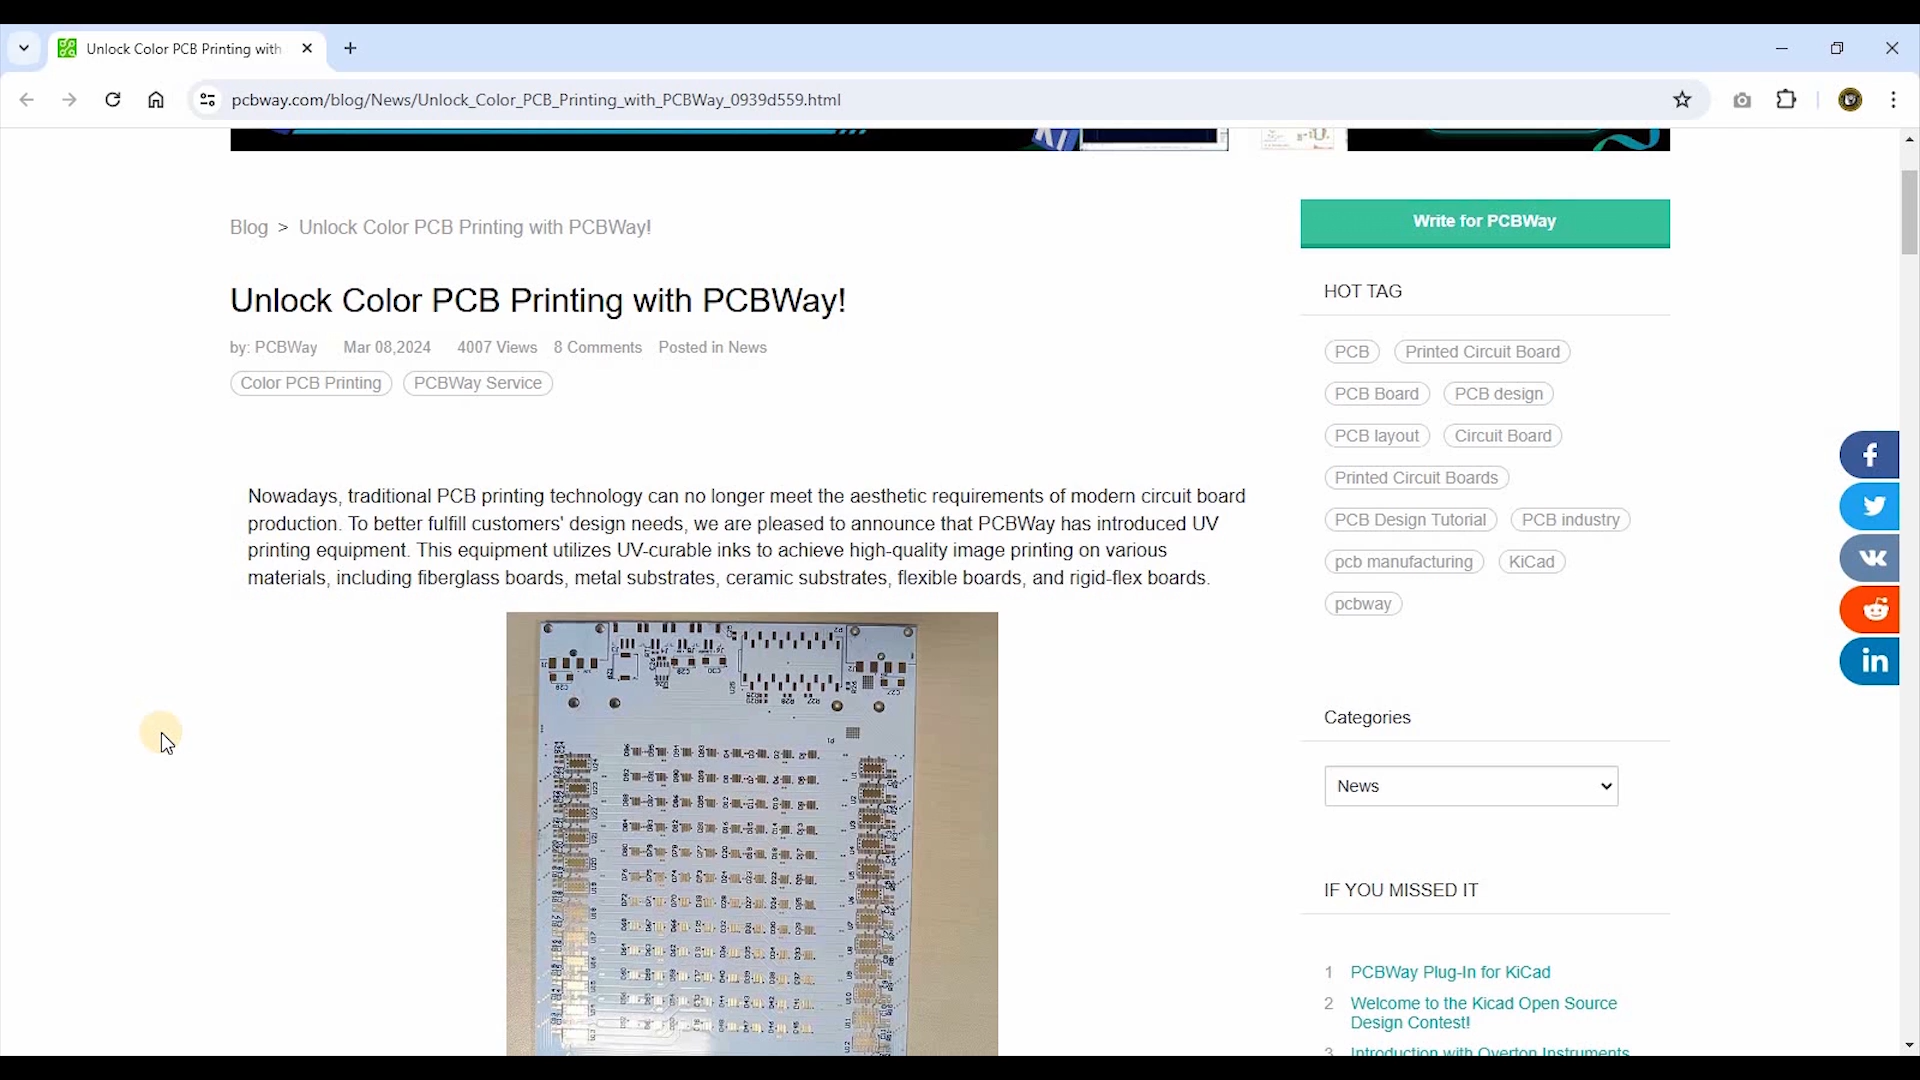 Unlock Color PCB Printing with
pcbway.com/blog/News/Unlock_Color_PCB_Printing_with_PCBWay_0939d559.html
Blog > Unlock Color PCB Printing with PCBWay!
Unlock Color PCB Printing with PCBWay!
by: PCBWay Mar 08,2024 4007 Views 8 Comments Posted in News
Color PCB Printing PCBWay Service
Nowadays, traditional PCB printing technology can no longer meet the aesthetic requirements of modern circuit board
production. To better fulfill customers' design needs, we are pleased to announce that PCBWay has introduced UV
printing equipment. This equipment utilizes UV-curable inks to achieve high-quality image printing on various
materials, including fiberglass boards, metal substrates, ceramic substrates, flexible boards, and rigid-flex boards.
Write for PCBWay
HOT TAG
PCB Printed Circuit Board
PCB Board PCB design
PCB layout Circuit Board
Printed Circuit Boards
PCB Design Tutorial PCB industry
pcb manufacturing KiCad
pcbway
Categories
News
IF YOU MISSED IT
1 PCBWay Plug-In for KiCad
2 Welcome to the Kicad Open Source
Design Contest!
3 Introduction with Overton Instruments